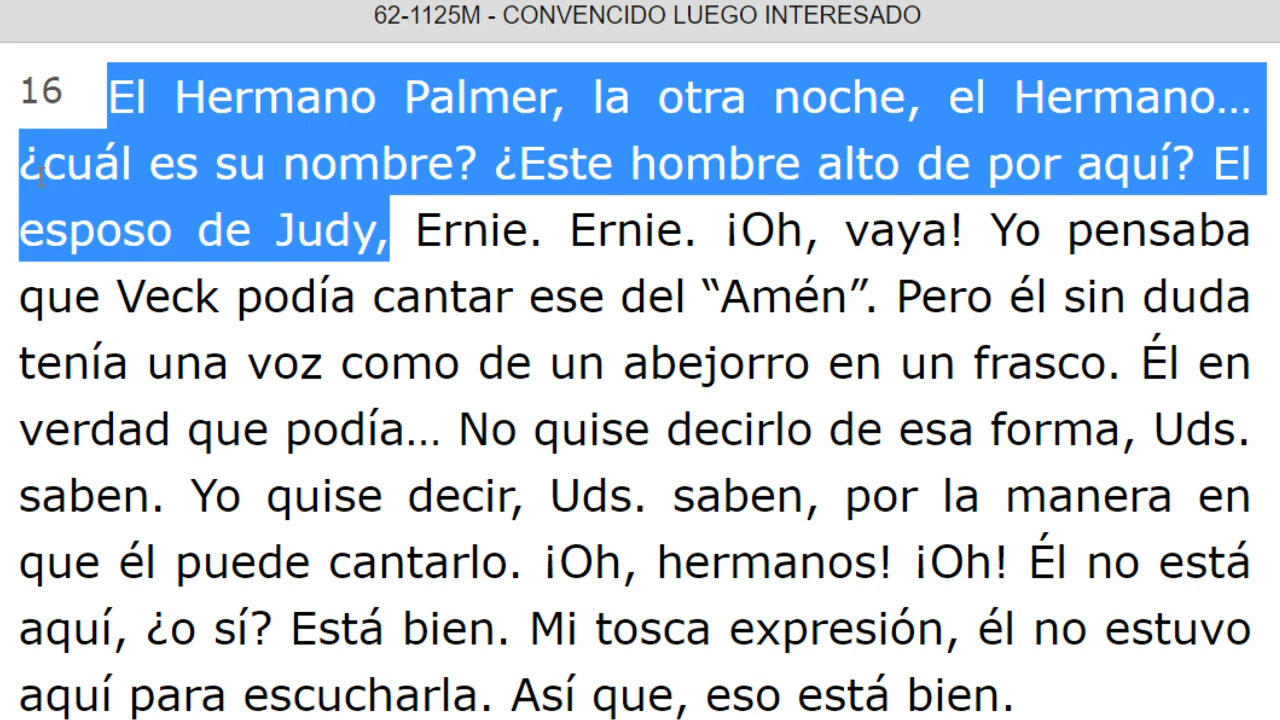 62-1125M - CONVENCIDO LUEGO INTERESADO
16 El Hermano Palmer, la otra noche, el Hermano…
¿cuál es su nombre? ¿Este hombre alto de por aquí? El
esposo de Judy, Ernie. Ernie. ¡Oh, vaya! Yo pensaba
que Veck podía cantar ese del “Amén”. Pero él sin duda
tenía una voz como de un abejorro en un frasco. Él en
verdad que podía… No quise decirlo de esa forma, Uds.
saben. Yo quise decir, Uds. saben, por la manera en
que él puede cantarlo. ¡Oh, hermanos! ¡Oh! Él no está
aquí, ¿o sí? Está bien. Mi tosca expresión, él no estuvo
aquí para escucharla. Así que, eso está bien.